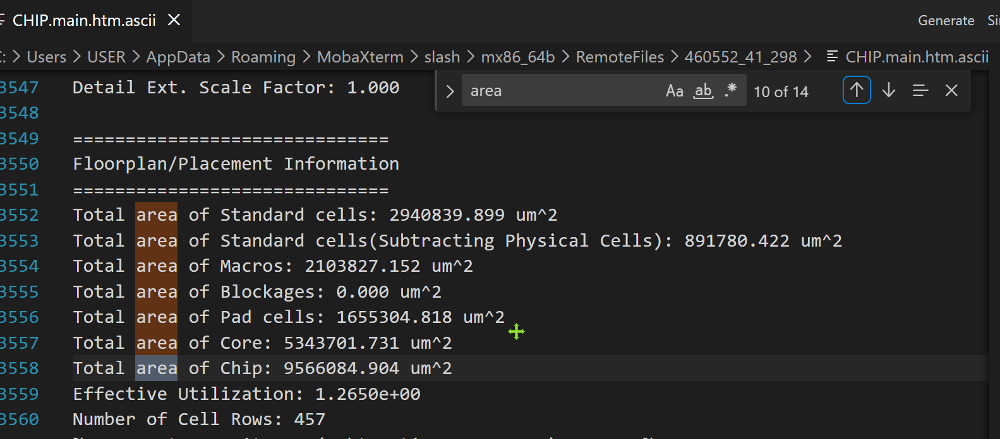 CHIP.main.htm.ascii
Generate
Users > USER > AppData > Roaming > MobaXterm > slash > mx86_64b > RemoteFiles > 460552_41_298 > CHIP.main.htm.ascii
area Aa ab .* 10 of 14
3547 Detail Ext. Scale Factor: 1.000
3548
3549 ==============================
3550 Floorplan/Placement Information
3551 ==============================
3552 Total area of Standard cells: 2940839.899 um^2
3553 Total area of Standard cells(Subtracting Physical Cells): 891780.422 um^2
3554 Total area of Macros: 2103827.152 um^2
3555 Total area of Blockages: 0.000 um^2
3556 Total area of Pad cells: 1655304.818 um^2
3557 Total area of Core: 5343701.731 um^2
3558 Total area of Chip: 9566084.904 um^2
3559 Effective Utilization: 1.2650e+00
3560 Number of Cell Rows: 457